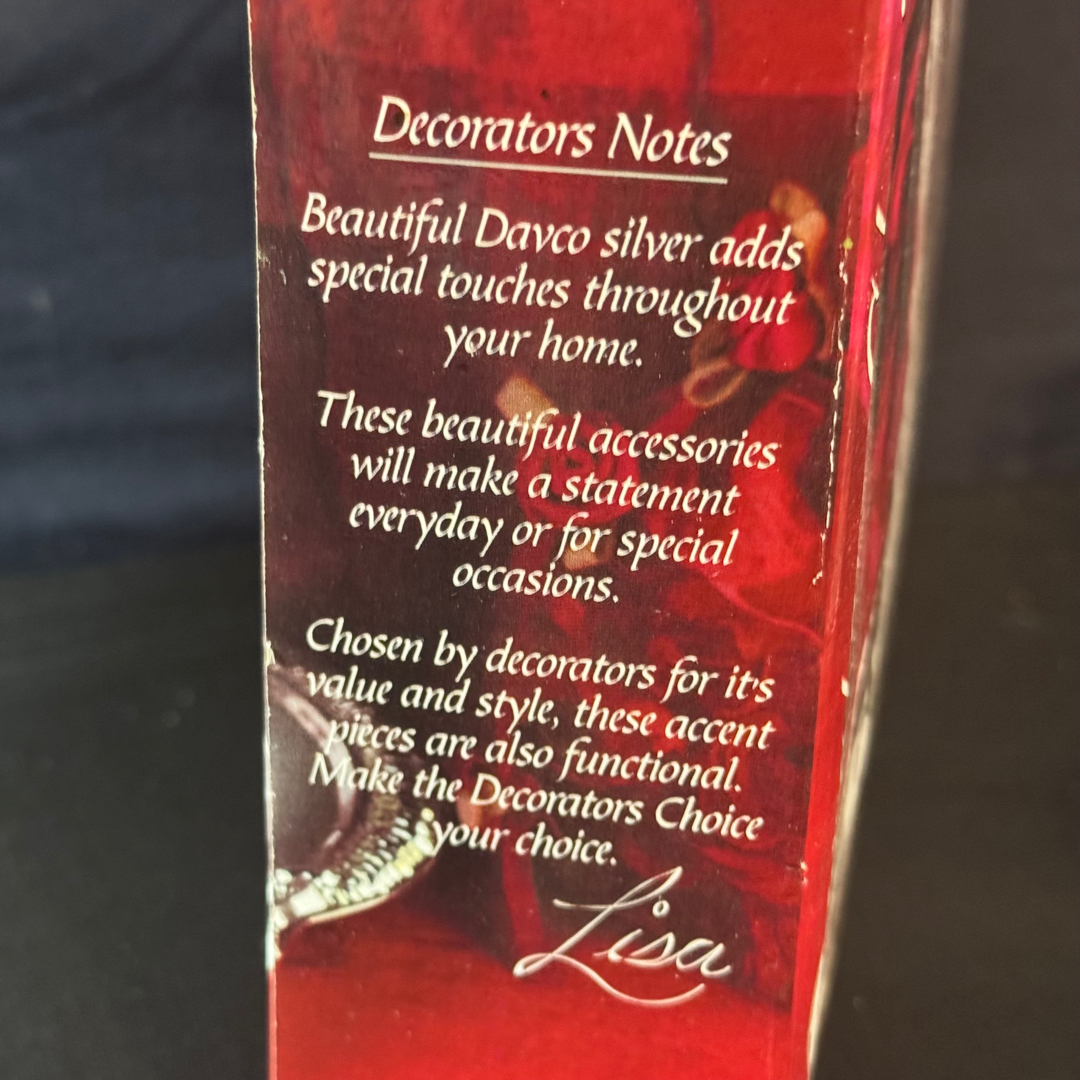 Decorators Notes
Beautiful Davco silver adds
special touches throughout
your home.
These beautiful accessories
will make a statement
everyday or for special
occasions.
Chosen by decorators for it's
value and style, these accent
pieces are also functional.
Make the Decorators Choice
your choice.
Lisa